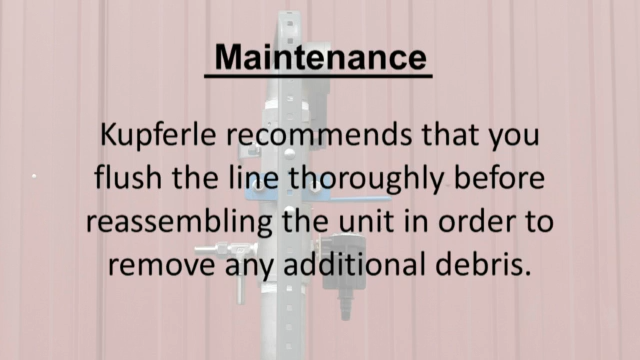 Maintenance
Kupferle recommends that you
flush the line thoroughly before
reassembling the unit in order to
remove any additional debris.